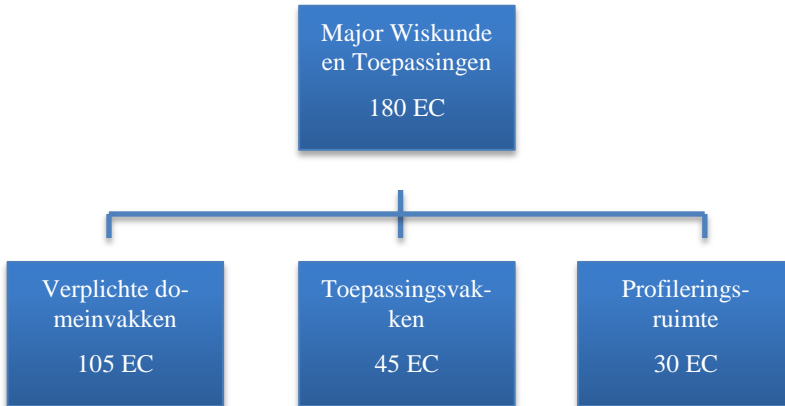 Major Wiskunde
en Toepassingen
180 EC
Verplichte do-
meinvakken
105 EC
Toepassingsvak-
ken
45 EC
Profilerings-
ruimte
30 EC